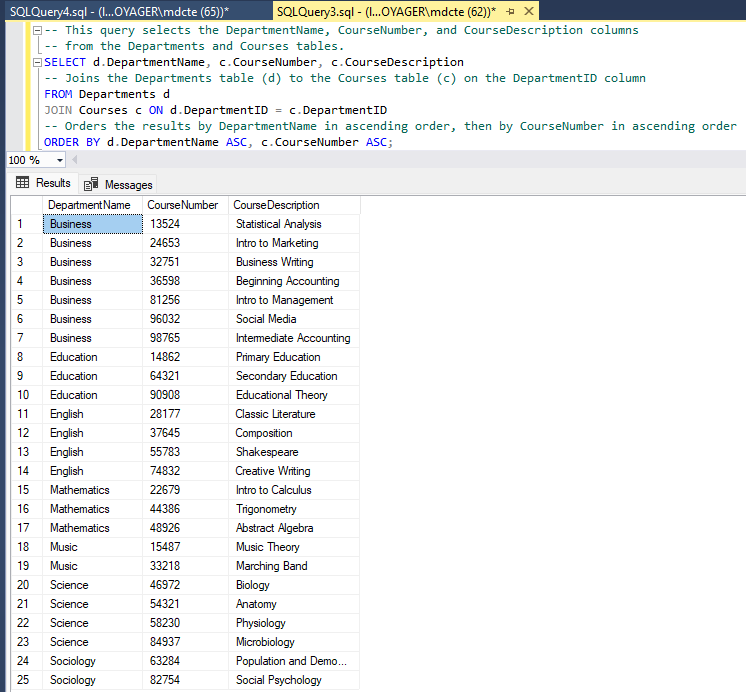 SQLQuery4.sql - (l...OYAGER\mdcte (65))* SQLQuery3.sql - (l...OYAGER\mdcte (62))*
-- This query selects the DepartmentName, CourseNumber, and CourseDescription columns
-- from the Departments and Courses tables.
SELECT d.DepartmentName, c.CourseNumber, c.CourseDescription
-- Joins the Departments table (d) to the Courses table (c) on the DepartmentID column
FROM Departments d
JOIN Courses c ON d.DepartmentID = c.DepartmentID
-- Orders the results by DepartmentName in ascending order, then by CourseNumber in ascending order
ORDER BY d.DepartmentName ASC, c.CourseNumber ASC;
100 %
Results Messages
DepartmentName CourseNumber CourseDescription
1 Business 13524 Statistical Analysis
2 Business 24653 Intro to Marketing
3 Business 32751 Business Writing
4 Business 36598 Beginning Accounting
5 Business 81256 Intro to Management
6 Business 96032 Social Media
7 Business 98765 Intermediate Accounting
8 Education 14862 Primary Education
9 Education 64321 Secondary Education
10 Education 90908 Educational Theory
11 English 28177 Classic Literature
12 English 37645 Composition
13 English 55783 Shakespeare
14 English 74832 Creative Writing
15 Mathematics 22679 Intro to Calculus
16 Mathematics 44386 Trigonometry
17 Mathematics 48926 Abstract Algebra
18 Music 15487 Music Theory
19 Music 33218 Marching Band
20 Science 46972 Biology
21 Science 54321 Anatomy
22 Science 58230 Physiology
23 Science 84937 Microbiology
24 Sociology 63284 Population and Demo...
25 Sociology 82754 Social Psychology